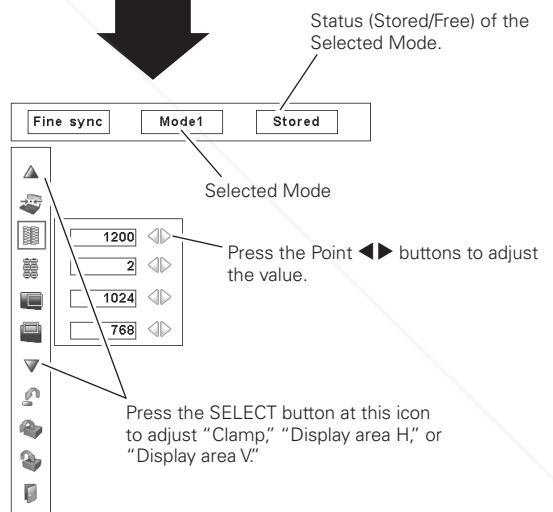 Status (Stored/Free) of the
Selected Mode.
Fine sync Mode1 Stored
Selected Mode
1200
2
1024
768
Press the Point ◀▶ buttons to adjust
the value.
Press the SELECT button at this icon
to adjust “Clamp,” “Display area H,” or
“Display area V.”